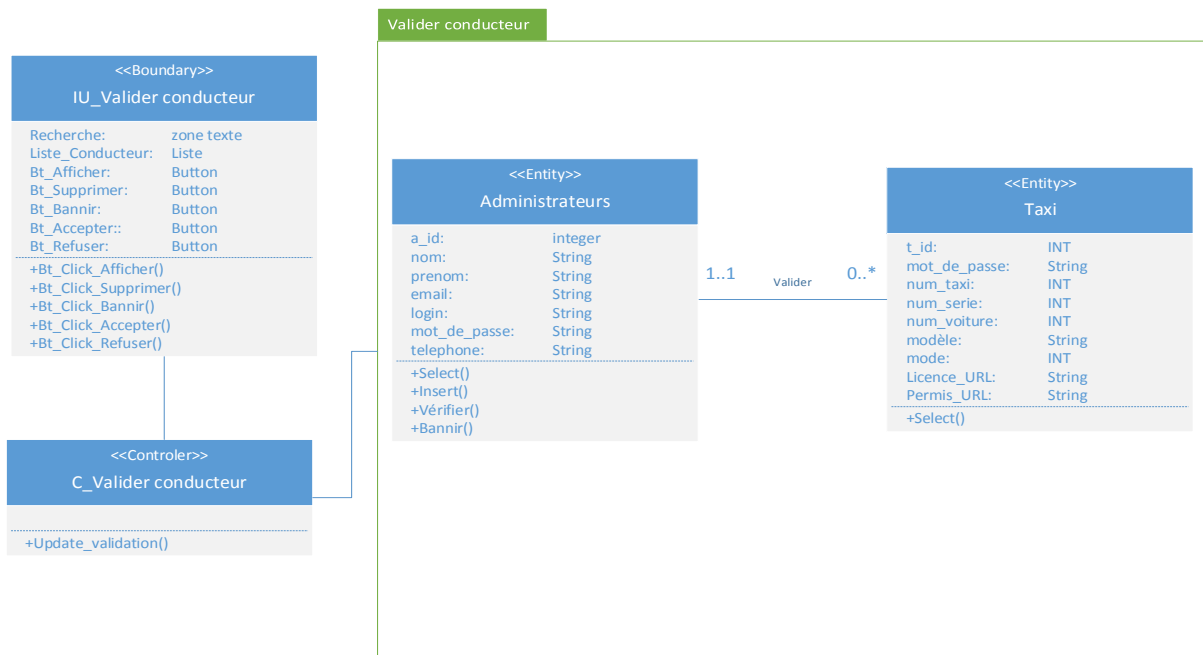 Valider conducteur
<<Boundary>>
IU_Valider conducteur
Recherche: zone texte
Liste_Conducteur: Liste
Bt_Afficher: Button
Bt_Supprimer: Button
Bt_Bannir: Button
Bt_Accepter:: Button
Bt_Refuser: Button
+Bt_Click_Afficher()
+Bt_Click_Supprimer()
+Bt_Click_Bannir()
+Bt_Click_Accepter()
+Bt_Click_Refuser()
<<Controler>>
C_Valider conducteur
+Update_validation()
<<Entity>>
Administrateurs
a_id: integer
nom: String
prenom: String
email: String
login: String
mot_de_passe: String
telephone: String
+Select()
+Insert()
+Vérifier()
+Bannir()
1..1 Valider 0..*
<<Entity>>
Taxi
t_id: INT
mot_de_passe: String
num_taxi: INT
num_serie: INT
num_voiture: INT
modèle: String
mode: INT
Licence_URL: String
Permis_URL: String
+Select()